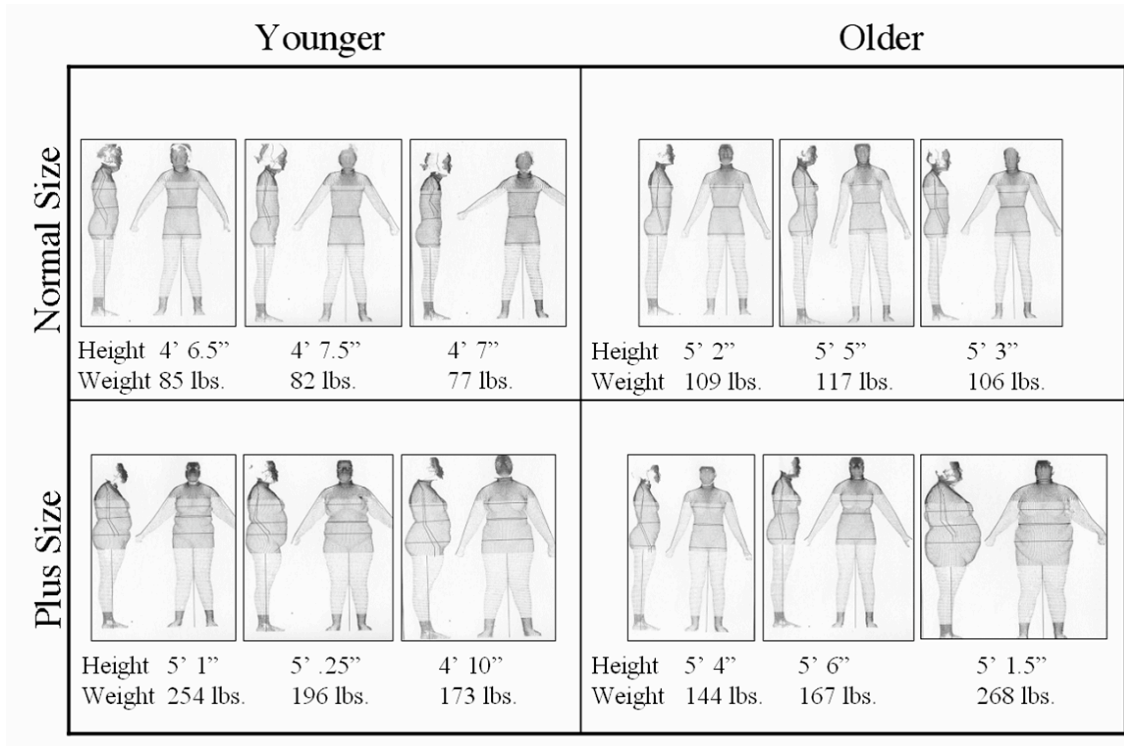 Younger
Older
Normal Size
Height 4’ 6.5” 4’ 7.5” 4’ 7”
Weight 85 lbs. 82 lbs. 77 lbs.
Height 5’ 2” 5’ 5” 5’ 3”
Weight 109 lbs. 117 lbs. 106 lbs.
Plus Size
Height 5’ 1” 5’ .25” 4’ 10”
Weight 254 lbs. 196 lbs. 173 lbs.
Height 5’ 4” 5’ 6” 5’ 1.5”
Weight 144 lbs. 167 lbs. 268 lbs.